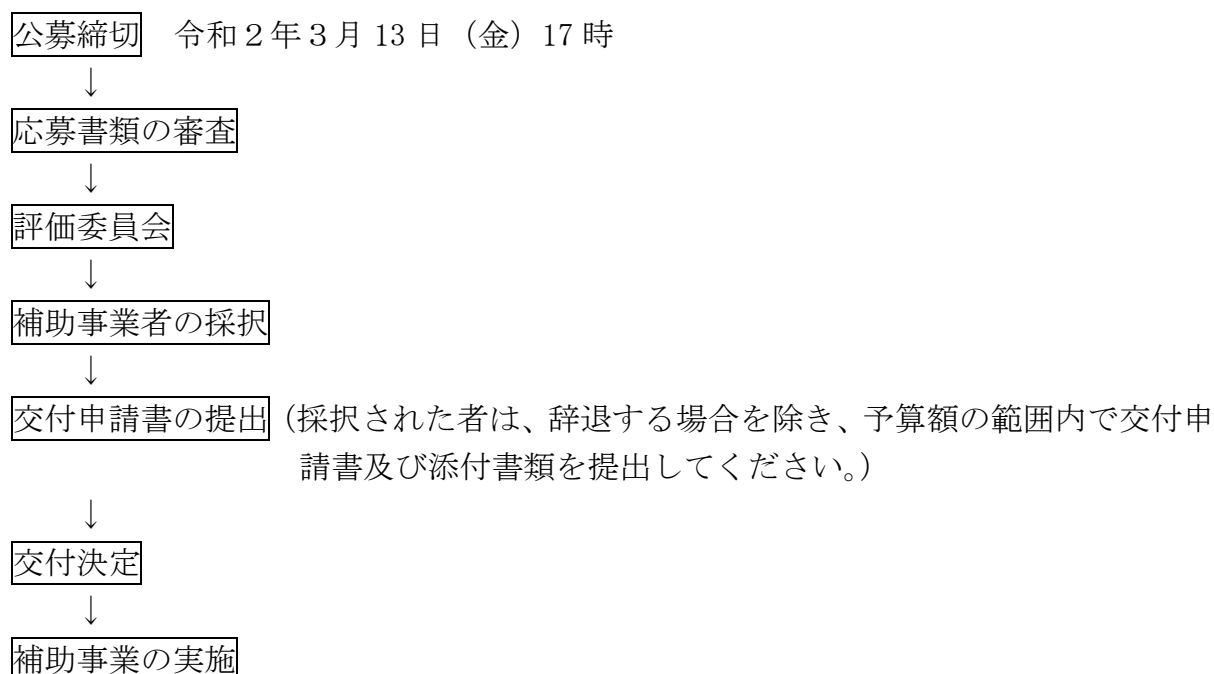 公募締切　令和２年３月 13 日（金）17 時
↓
応募書類の審査
↓
評価委員会
↓
補助事業者の採択
↓
交付申請書の提出（採択された者は、辞退する場合を除き、予算額の範囲内で交付申
請書及び添付書類を提出してください。）
↓
交付決定
↓
補助事業の実施